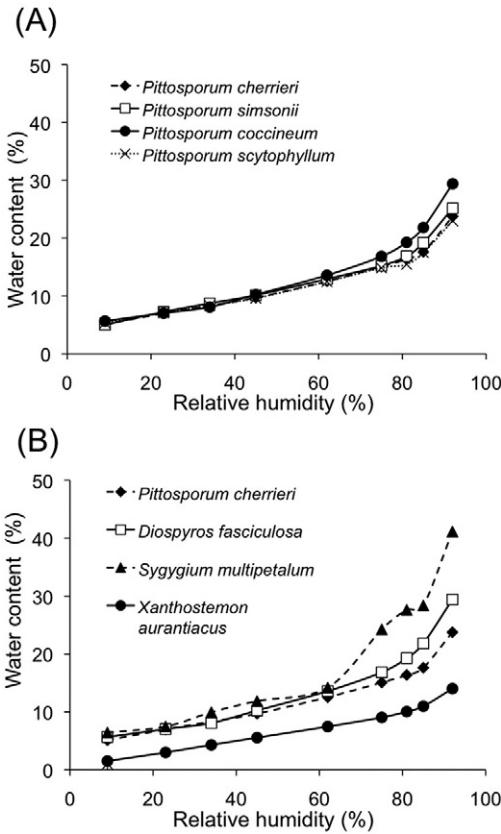 (A)
50
40
30
20
10
0
Water content (%)
Pittosporum cherrieri
Pittosporum simsonii
Pittosporum coccineum
Pittosporum scytophyllum
0 20 40 60 80 100
Relative humidity (%)
(B)
50
40
30
20
10
0
Water content (%)
Pittosporum cherrieri
Diospyros fasciculosa
Sygygium multipetalum
Xanthostemon
aurantiacus
0 20 40 60 80 100
Relative humidity (%)